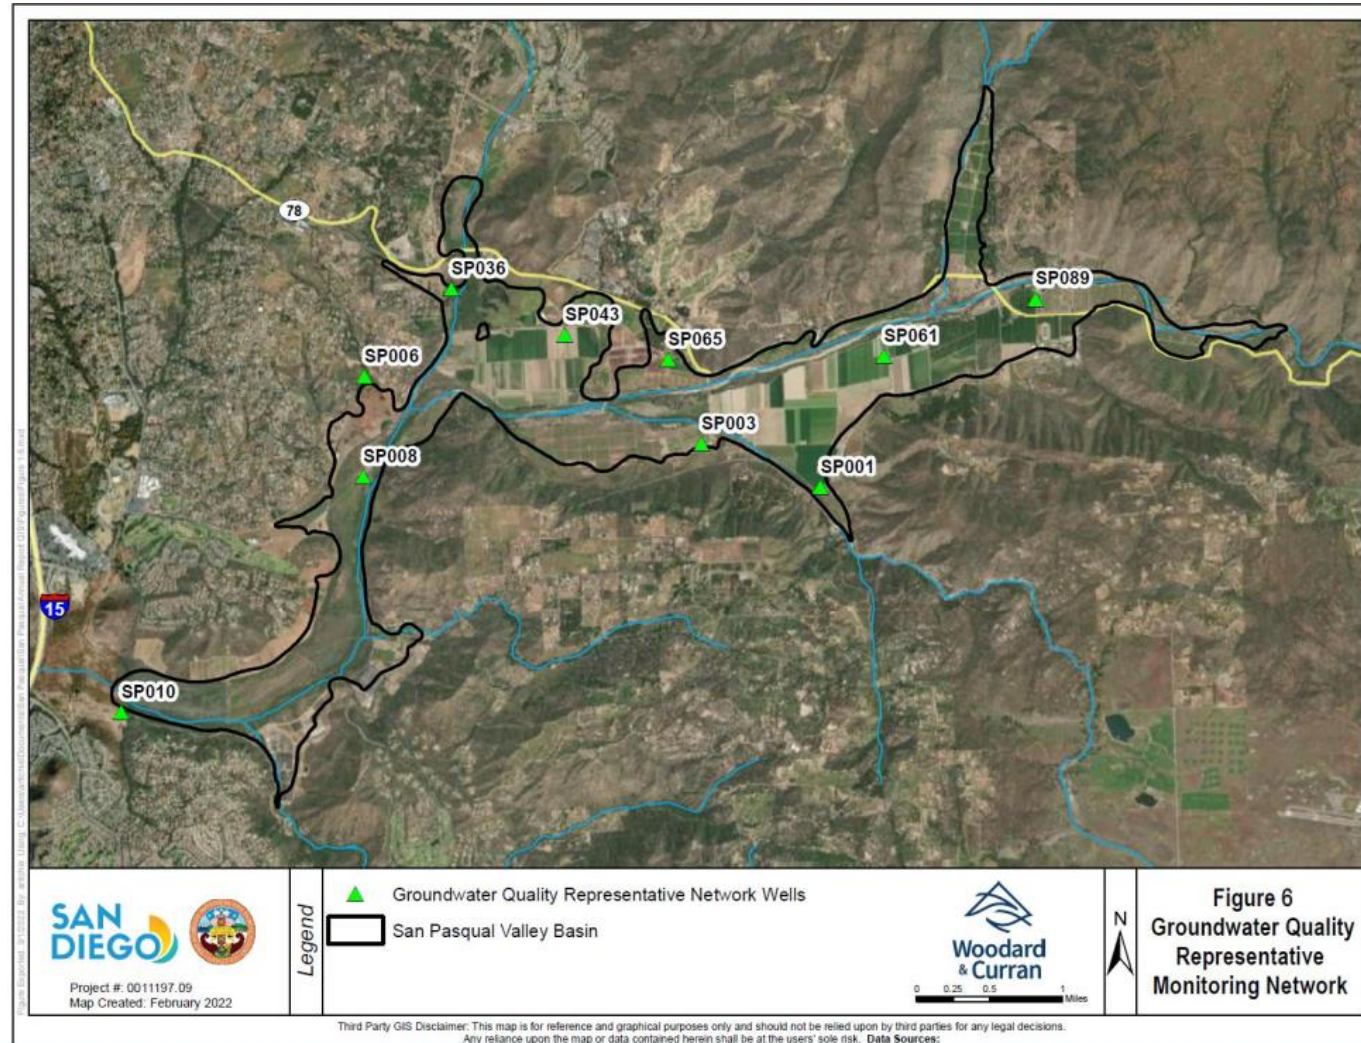 78
SP036
SP089
SP043
SP065
SP061
SP006
SP003
SP008
SP001
15
SP010
Legend
Groundwater Quality Representative Network Wells
San Pasqual Valley Basin
SAN
DIEGO
Project #: 0011197.09
Map Created: February 2022
Woodard
& Curran
0 0.25 0.5 1
Miles
N
Figure 6
Groundwater Quality
Representative
Monitoring Network
Third Party GIS Disclaimer: This map is for reference and graphical purposes only and should not be relied upon by third parties for any legal decisions.
Any reliance upon the map or data contained herein shall be at the users' sole risk. Data Sources: